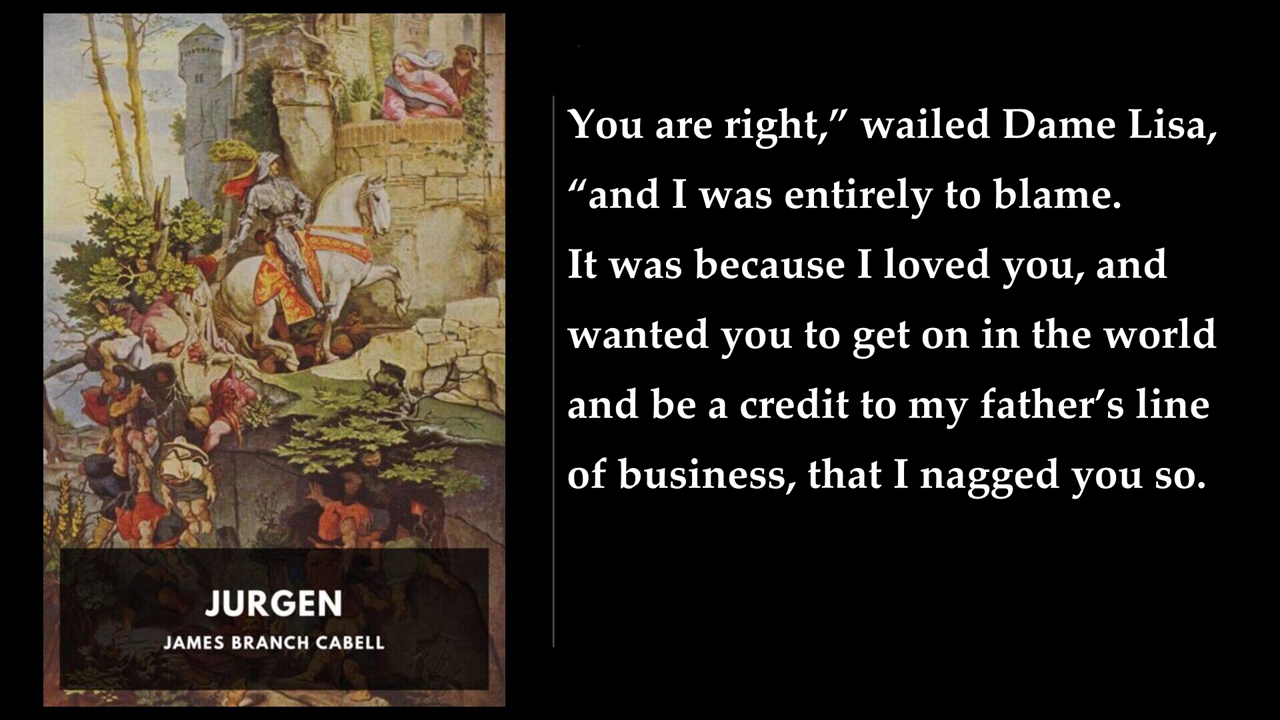 You are right,” wailed Dame Lisa,
“and I was entirely to blame.
It was because I loved you, and
wanted you to get on in the world
and be a credit to my father’s line
of business, that I nagged you so.
JURGEN
JAMES BRANCH CABELL